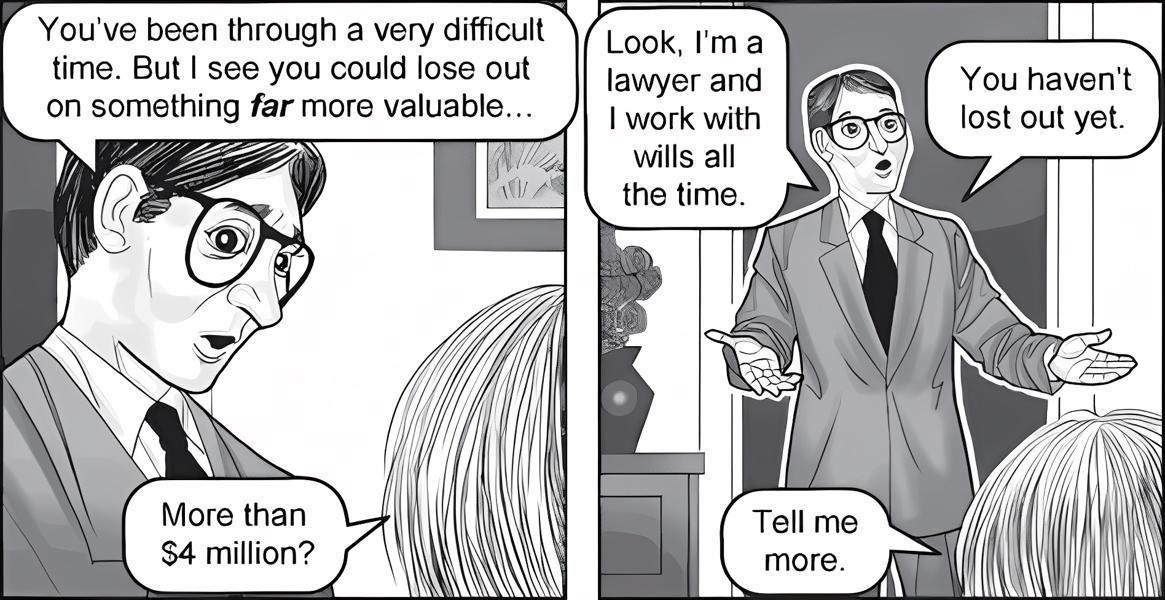 You've been through a very difficult
time. But I see you could lose out
on something far more valuable...
More than
$4 million?
Look, I'm a
lawyer and
I work with
wills all
the time.
You haven't
lost out yet.
Tell me
more.